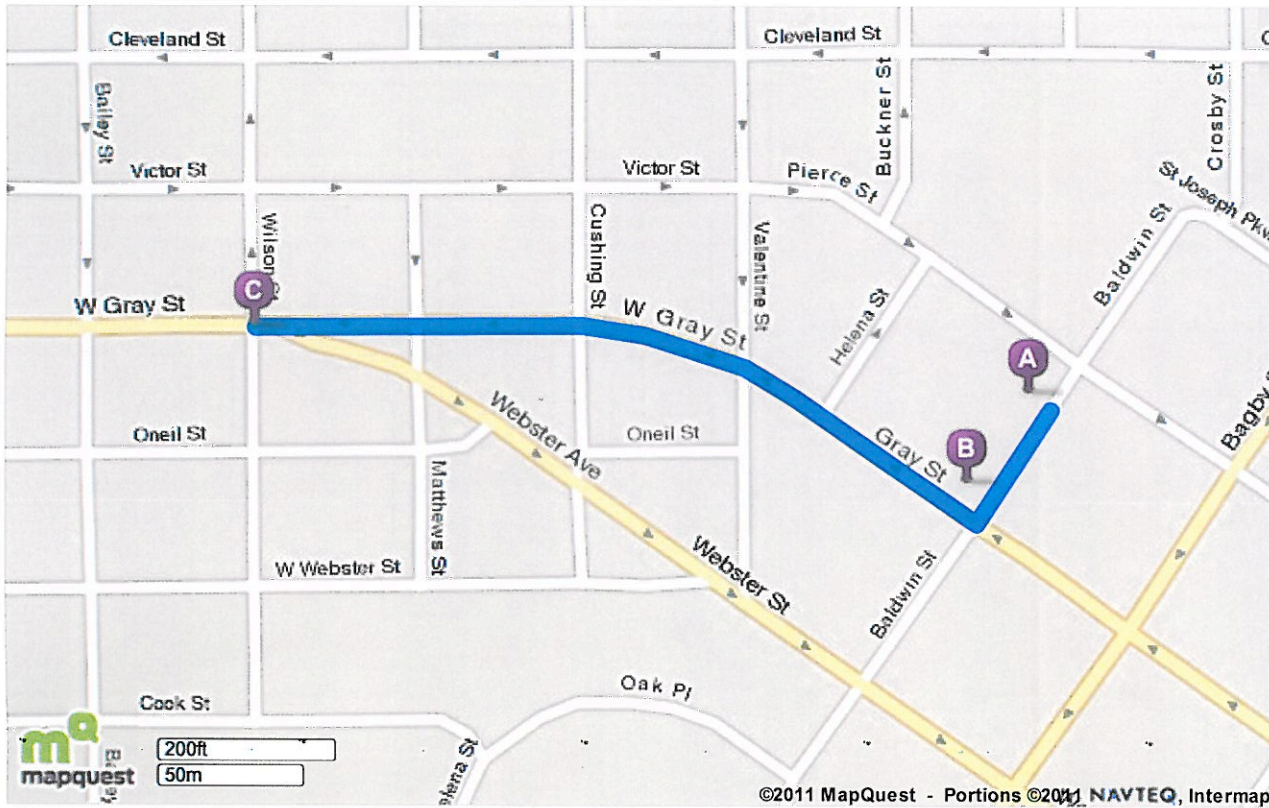 Cleveland St
Cleveland St
Bailey St
Buckner St
Crosby St
Victor St
Victor St
Pierce St
St Joseph Pkwy
Wilson St
Cushing St
Valentine St
Baldwin St
C
W Gray St
W Gray St
Helena St
A
Bagby
Oneil St
Webster Ave
Oneil St
Gray St
B
Matthews St
W Webster St
Webster St
Baldwin St
Cook St
Oak Pl
mq
mapquest
200ft
50m
©2011 MapQuest - Portions ©2011 NAVTEQ, Intermap